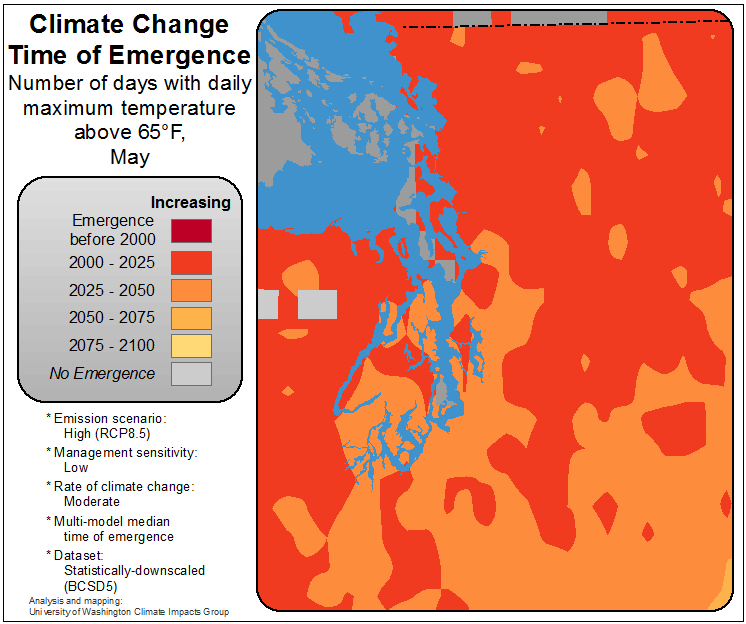 Climate Change
Time of Emergence
Number of days with daily
maximum temperature
above 65°F,
May
Increasing
Emergence
before 2000
2000 - 2025
2025 - 2050
2050 - 2075
2075 - 2100
No Emergence
* Emission scenario:
High (RCP8.5)
* Management sensitivity:
Low
* Rate of climate change:
Moderate
* Multi-model median
time of emergence
* Dataset:
Statistically-downscaled
(BCSD5)
Analysis and mapping:
University of Washington Climate Impacts Group